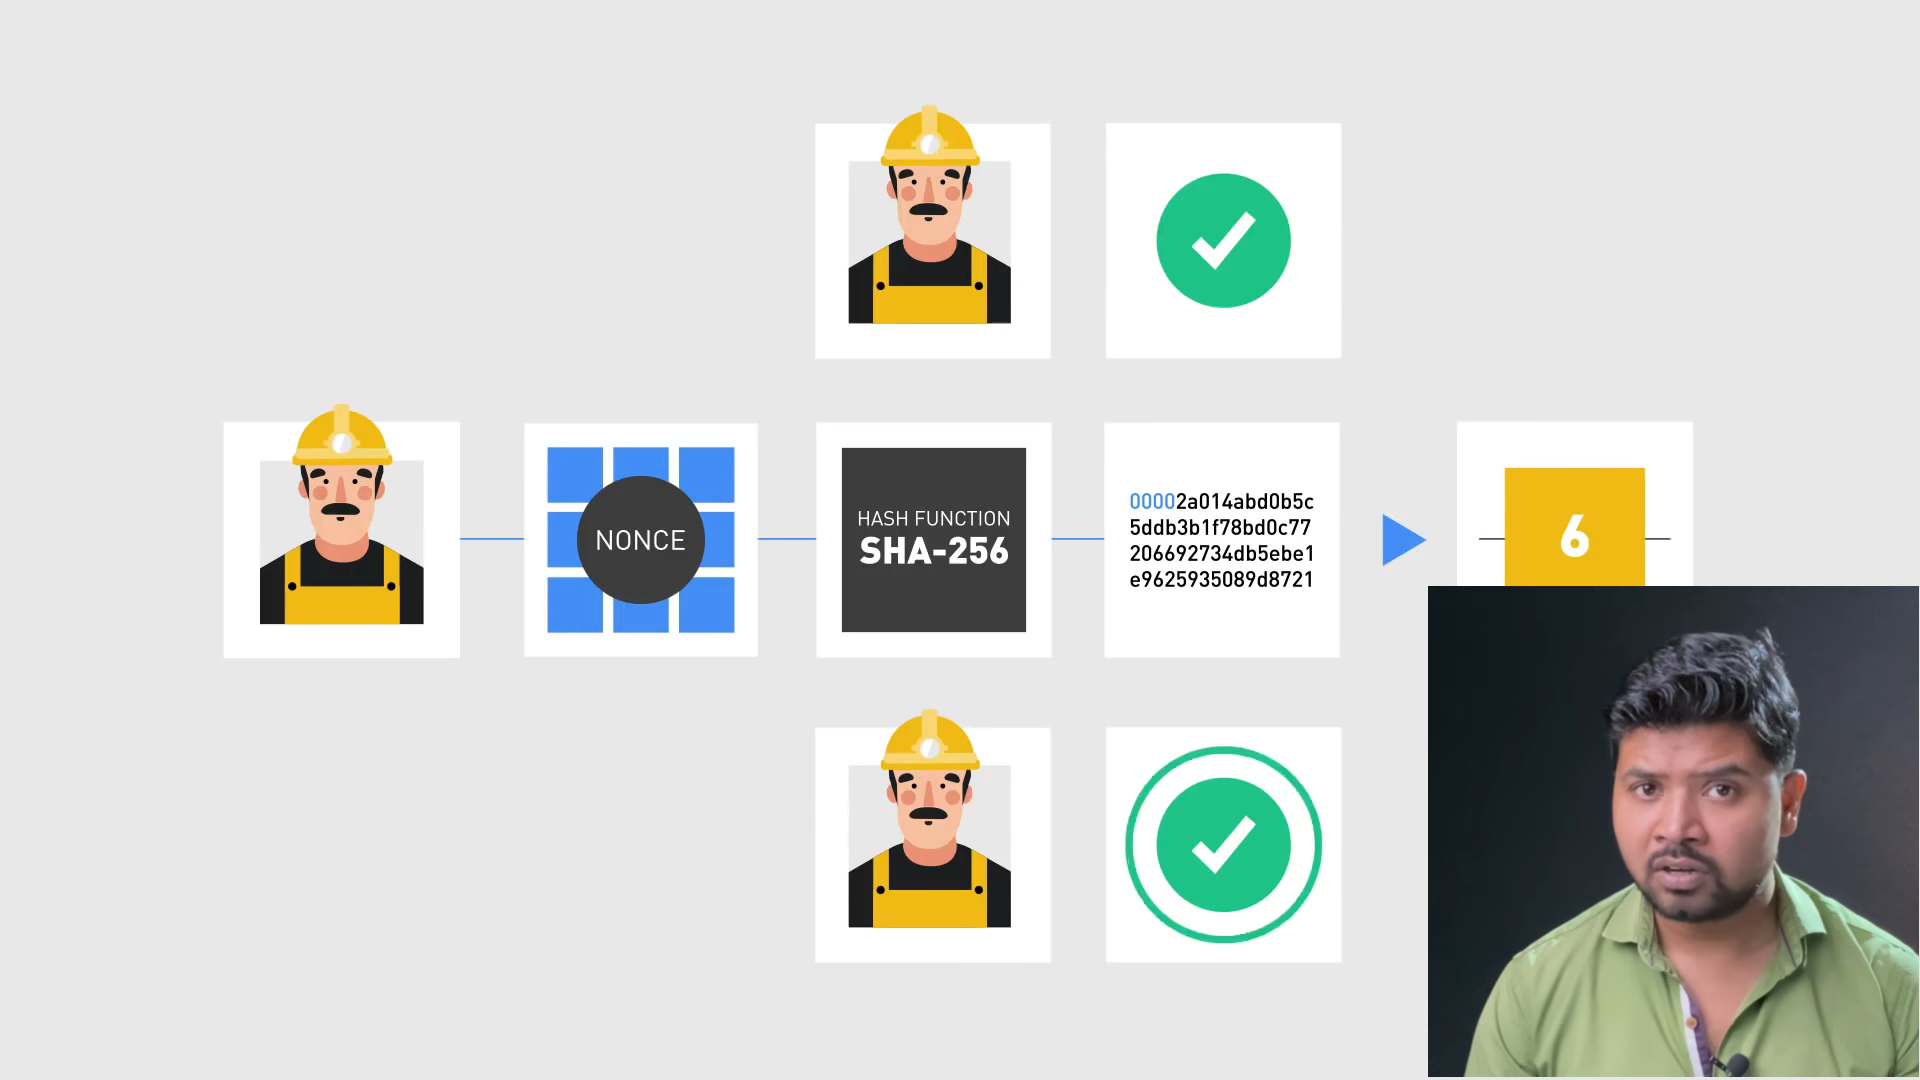 NONCE
HASH FUNCTION
SHA-256
00002a014abd0b5c
5ddb3b1f78bd0c77
206692734db5ebe1
e9625935089d8721
6